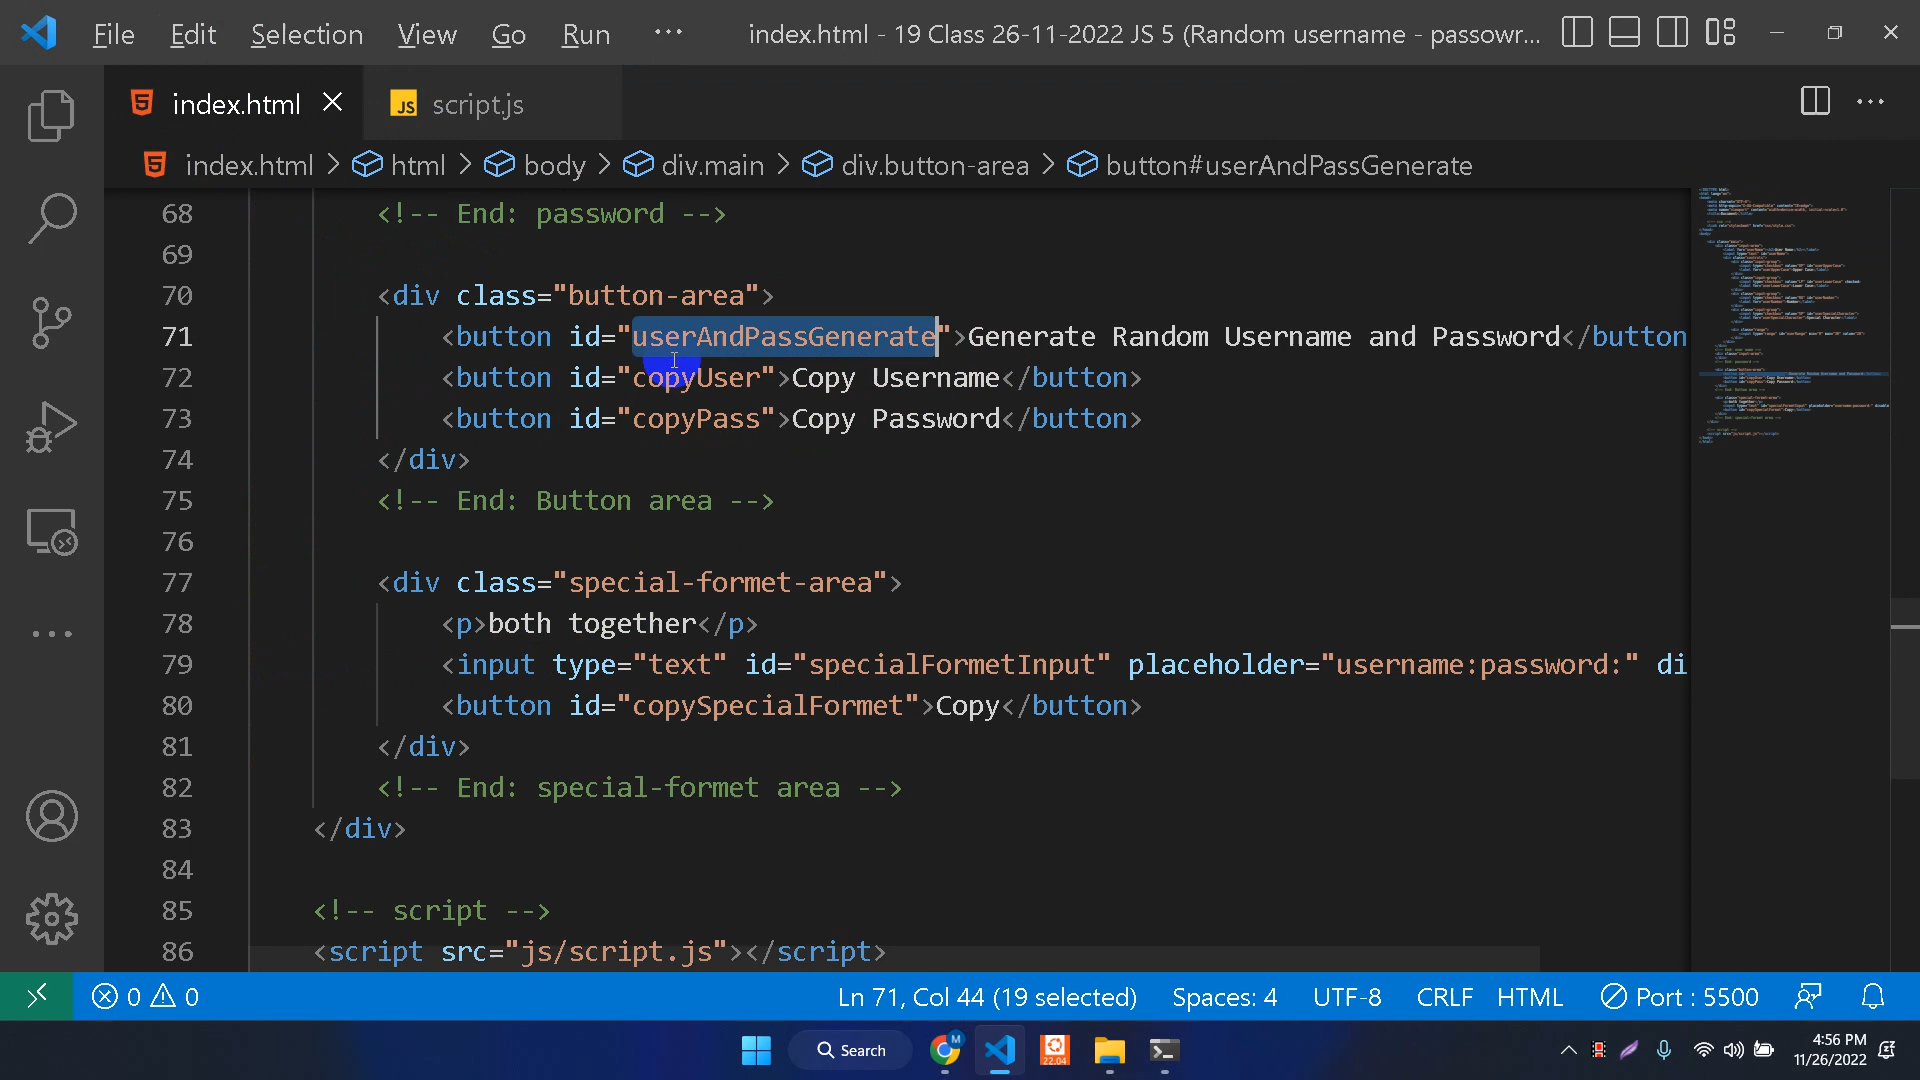 File Edit Selection View Go Run ··· index.html - 19 Class 26-11-2022 JS 5 (Random username - passowr...
index.html JS script.js
index.html > html > body > div.main > div.button-area > button#userAndPassGenerate
68 <!-- End: password -->
69
70 <div class="button-area">
71 <button id="userAndPassGenerate">Generate Random Username and Password</button
72 <button id="copyUser">Copy Username</button>
73 <button id="copyPass">Copy Password</button>
74 </div>
75 <!-- End: Button area -->
76
77 <div class="special-formet-area">
78 <p>both together</p>
79 <input type="text" id="specialFormetInput" placeholder="username:password:" di
80 <button id="copySpecialFormet">Copy</button>
81 </div>
82 <!-- End: special-formet area -->
83 </div>
84
85 <!-- script -->
86 <script src="js/script.js"></script>
0 0 Ln 71, Col 44 (19 selected) Spaces: 4 UTF-8 CRLF HTML Port : 5500
Search M 22.04 4:56 PM
11/26/2022